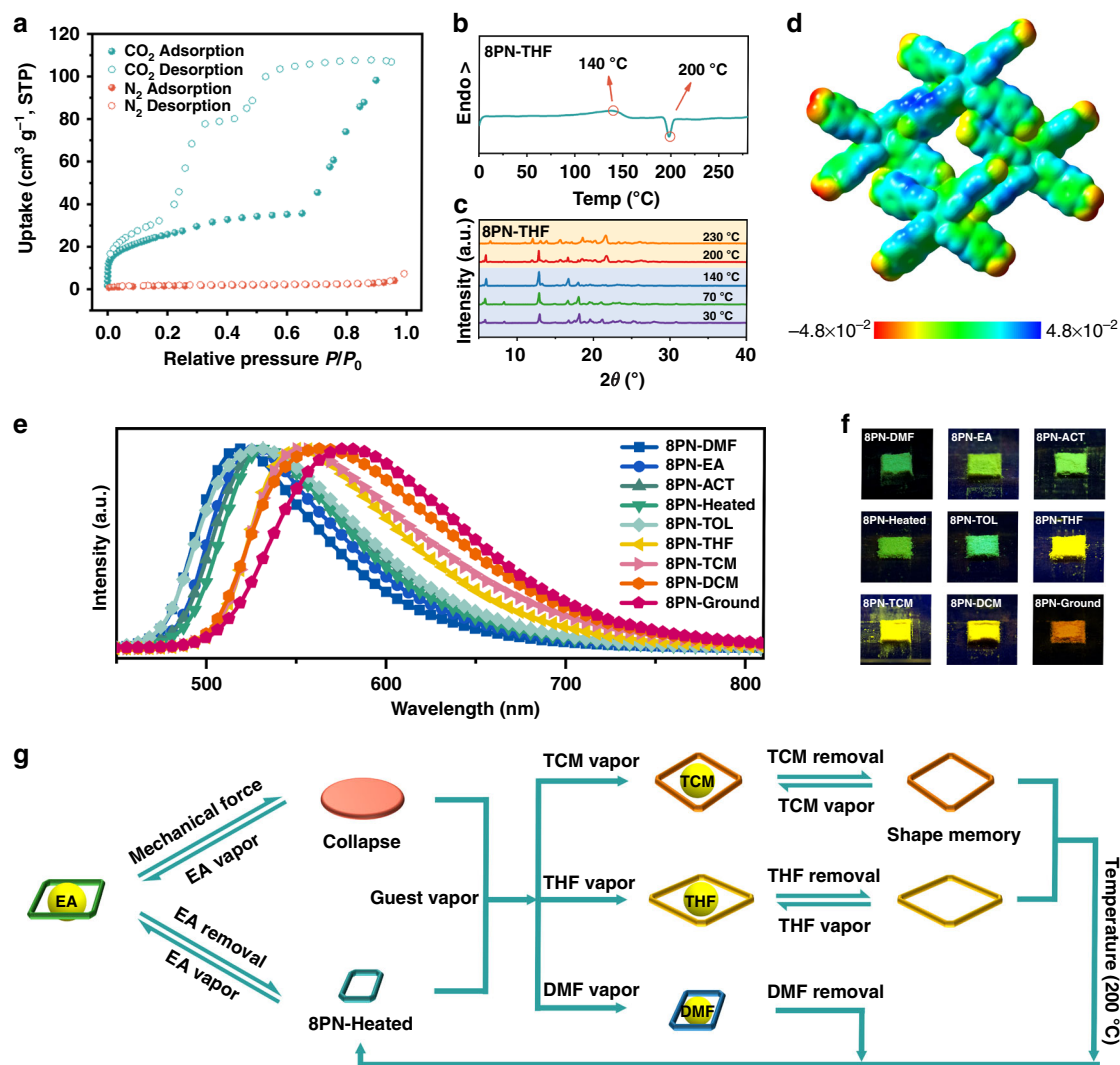 a
Uptake (cm³ g⁻¹, STP)
120
100
80
60
40
20
0
CO₂ Adsorption
CO₂ Desorption
N₂ Adsorption
N₂ Desorption
0.0 0.2 0.4 0.6 0.8 1.0
Relative pressure P/P₀
b
8PN-THF
Endo >
140 °C
200 °C
0 50 100 150 200 250
Temp (°C)
c
8PN-THF
Intensity (a.u.)
230 °C
200 °C
140 °C
70 °C
30 °C
10 20 30 40
2θ (°)
d
−4.8×10⁻²
4.8×10⁻²
e
Intensity (a.u.)
8PN-DMF
8PN-EA
8PN-ACT
8PN-Heated
8PN-TOL
8PN-THF
8PN-TCM
8PN-DCM
8PN-Ground
500 600 700 800
Wavelength (nm)
f
8PN-DMF 8PN-EA 8PN-ACT
8PN-Heated 8PN-TOL 8PN-THF
8PN-TCM 8PN-DCM 8PN-Ground
g
EA
Mechanical force
EA vapor
EA removal
EA vapor
Collapse
8PN-Heated
Guest vapor
TCM vapor
TCM
TCM removal
TCM vapor
Shape memory
THF vapor
THF
THF removal
THF vapor
DMF vapor
DMF
DMF removal
Temperature (200 °C)